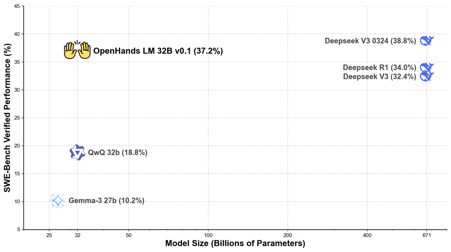 SWE-Bench Verified Performance (%)
45
40
35
30
25
20
15
10
5
OpenHands LM 32B v0.1 (37.2%)
Deepseek V3 0324 (38.8%)
Deepseek R1 (34.0%)
Deepseek V3 (32.4%)
QwQ 32b (18.8%)
Gemma-3 27b (10.2%)
25
32
50
100
200
400
671
Model Size (Billions of Parameters)